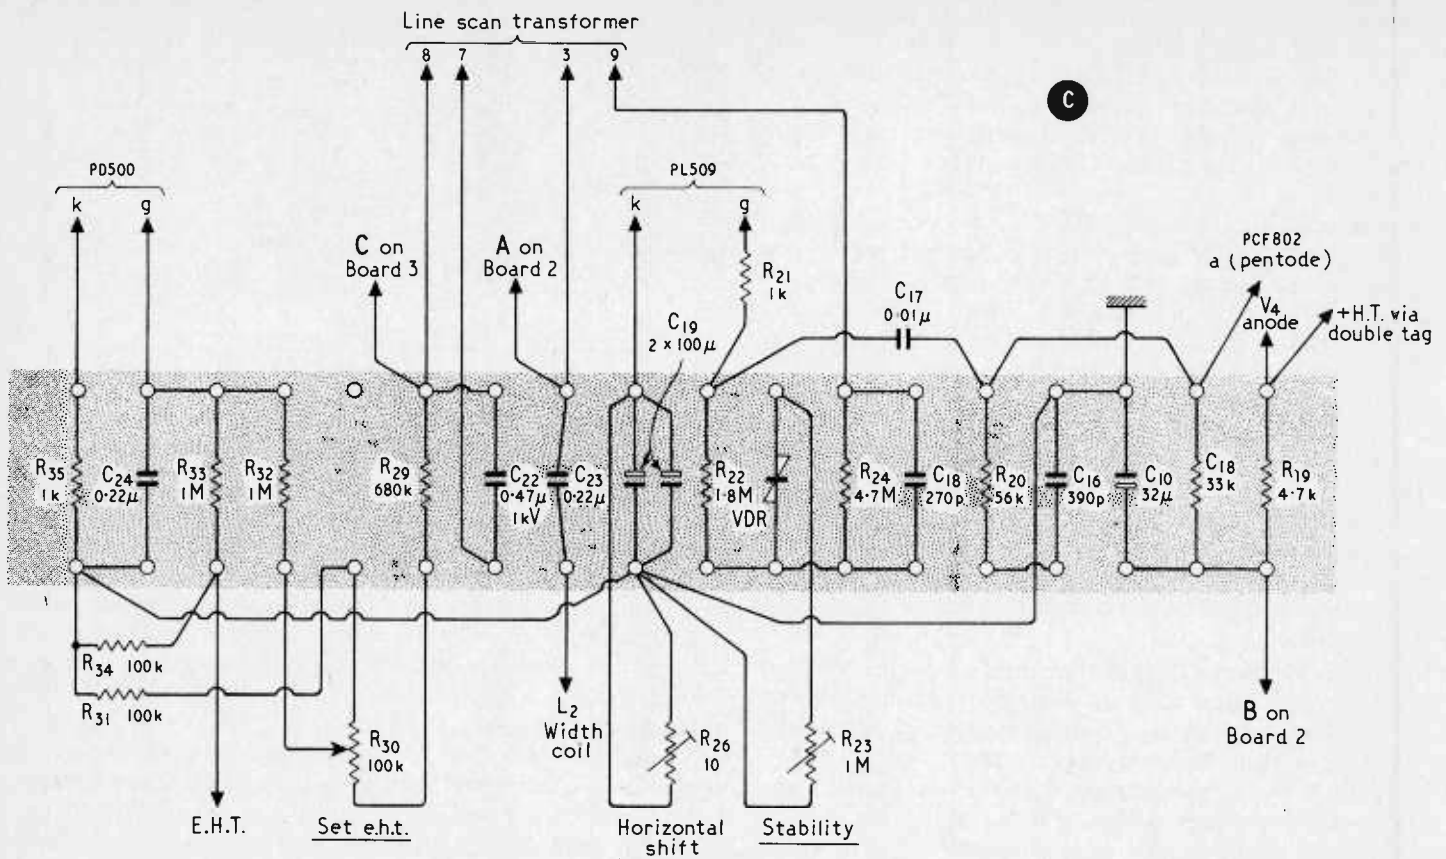 Line scan transformer
8 7 3 9
C
PD500
k g
PL509
k g
C on
Board 3
A on
Board 2
R21
1k
C19
2 × 100μ
C17
0·01μ
PCF802
a (pentode)
V4
anode
+H.T. via
double tag
R35
1k
C24
0·22μ
R33
1M
R32
1M
R29
680k
C22
0·47μ
1kV
C23
0·22μ
R22
1·8M
VDR
R24
4·7M
C18
270p
R20
56k
C16
390p
C10
32μ
C18
33k
R19
4·7k
R34 100k
R31 100k
R30
100k
L2
Width
coil
R26
10
R23
1M
B on
Board 2
E.H.T.
Set e.h.t.
Horizontal
shift
Stability